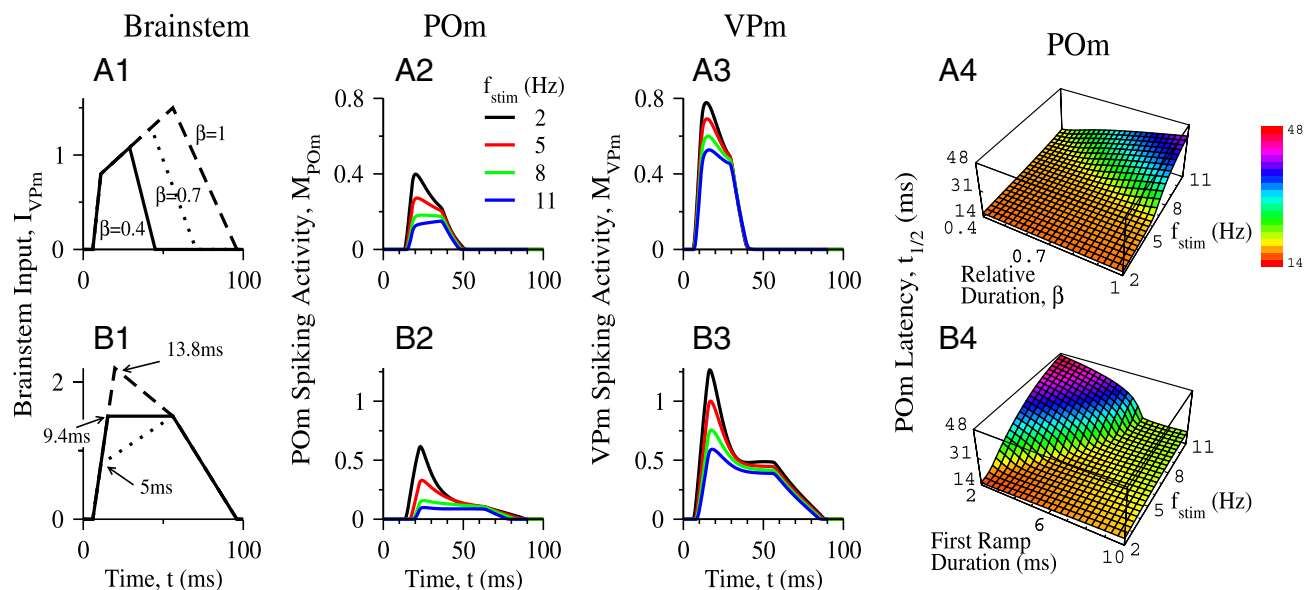 Brainstem
POm
VPm
POm
A1
A2
A3
A4
Brainstem Input, I_VPm
1
0
0
100
β=1
β=0.7
β=0.4
POm Spiking Activity, M_POm
0.8
0.4
0
0
50
100
f_stim (Hz)
2
5
8
11
VPm Spiking Activity, M_VPm
0.8
0.4
0
0
50
100
POm Latency, t_1/2 (ms)
48
31
14
0.4
0.7
1
Relative
Duration, β
2
5
8
11
f_stim (Hz)
48
14
B1
B2
B3
B4
2
0
0
100
13.8ms
9.4ms
5ms
Time, t (ms)
1
0.5
0
0
50
100
Time, t (ms)
1
0.5
0
0
50
100
Time, t (ms)
48
31
14
2
6
10
First Ramp
Duration (ms)
2
5
8
11
f_stim (Hz)